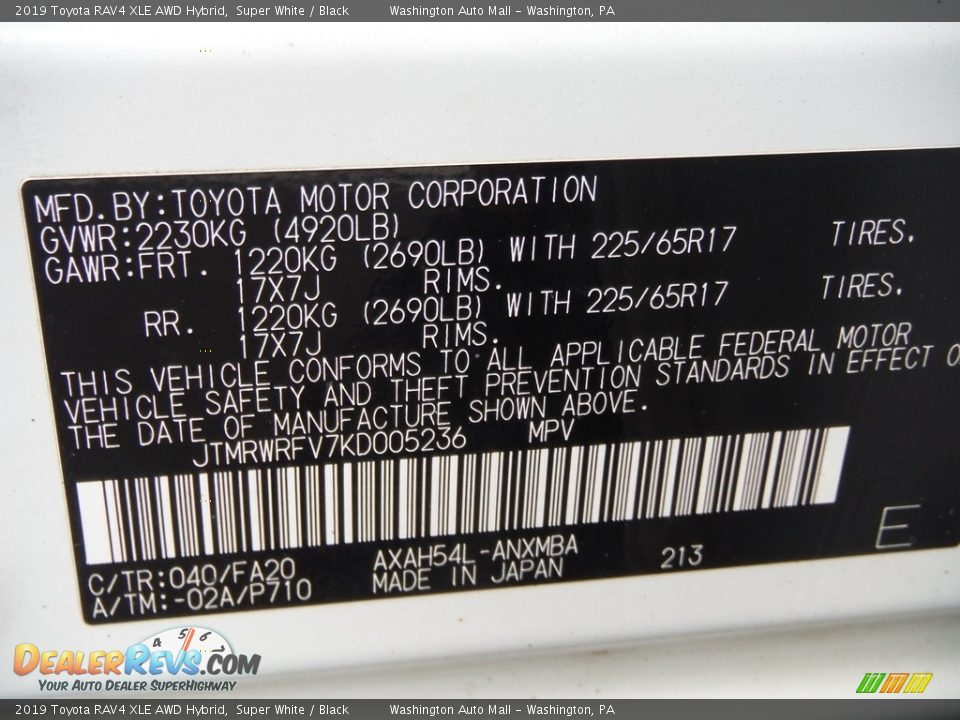 2019 Toyota RAV4 XLE AWD Hybrid, Super White / Black Washington Auto Mall - Washington, PA
MFD.BY:TOYOTA MOTOR CORPORATION
GVWR:2230KG (4920LB)
GAWR:FRT. 1220KG (2690LB) WITH 225/65R17 TIRES.
17X7J RIMS.
RR. 1220KG (2690LB) WITH 225/65R17 TIRES.
17X7J RIMS.
THIS VEHICLE CONFORMS TO ALL APPLICABLE FEDERAL MOTOR
VEHICLE SAFETY AND THEFT PREVENTION STANDARDS IN EFFECT O
THE DATE OF MANUFACTURE SHOWN ABOVE.
JTMRWRFV7KD005236 MPV
E
C/TR:040/FA20 AXAH54L-ANXMBA 213
A/TM:-02A/P710 MADE IN JAPAN
4 5 6
DEALERREVS.COM
YOUR AUTO DEALER SUPERHIGHWAY
2019 Toyota RAV4 XLE AWD Hybrid, Super White / Black Washington Auto Mall - Washington, PA